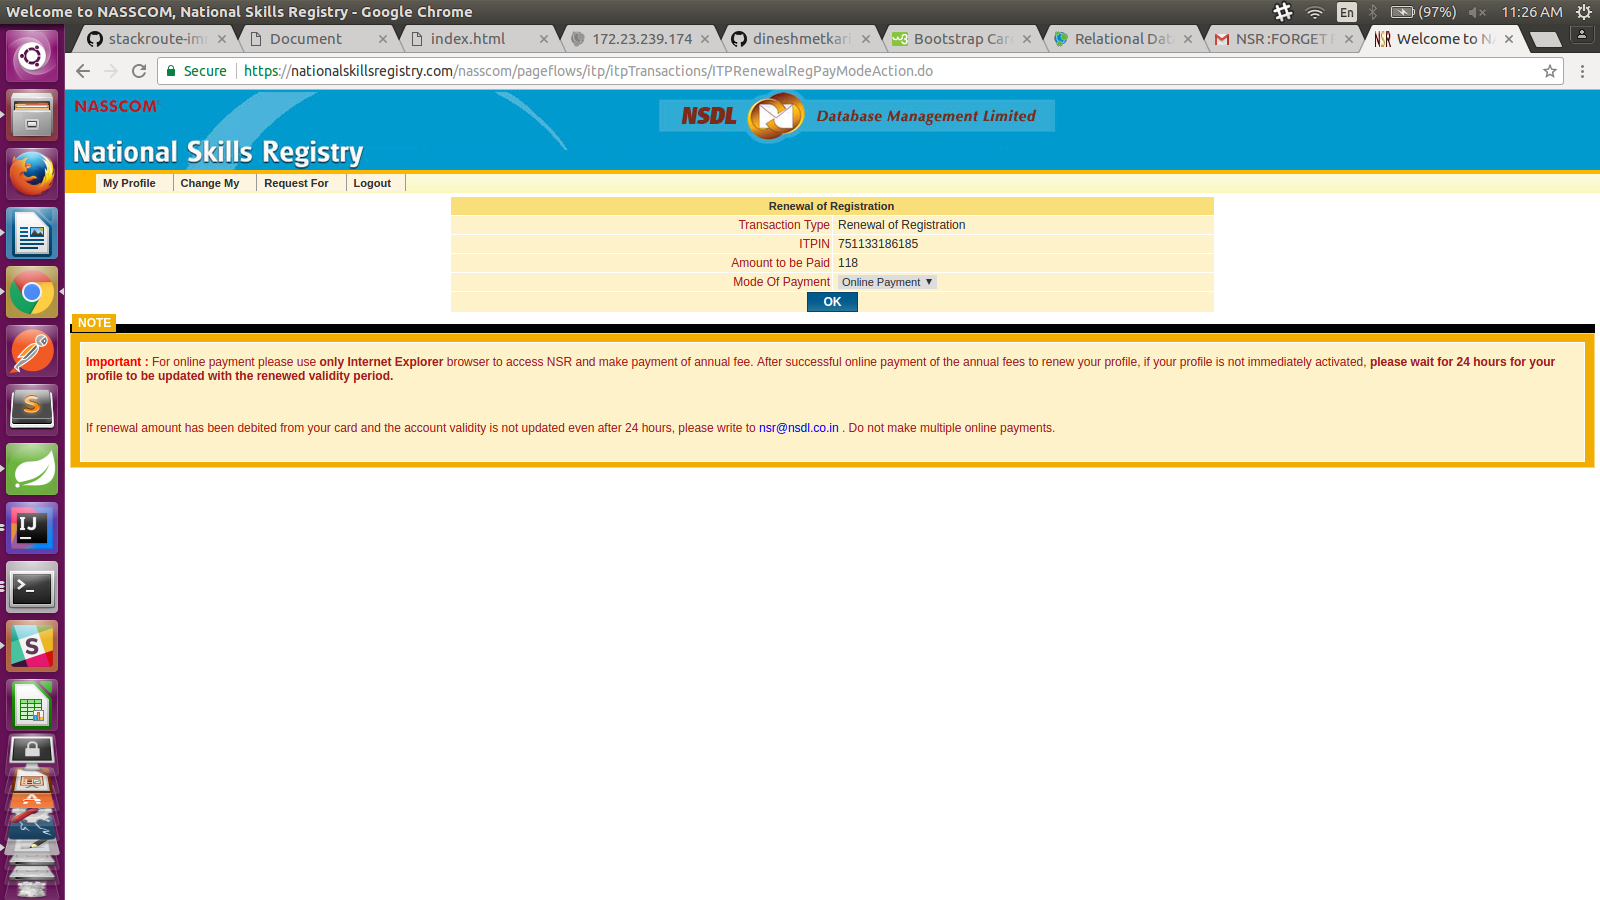 Welcome to NASSCOM, National Skills Registry - Google Chrome
En
(97%)
11:26 AM
stackroute-im
Document
index.html
172.23.239.174
dineshmetkari
Bootstrap Car
Relational Dat
NSR :FORGET
Welcome to N
Secure
https://nationalskillsregistry.com/nasscom/pageflows/itp/itpTransactions/ITPRenewalRegPayModeAction.do
NASSCOM
NSDL Database Management Limited
National Skills Registry
My Profile
Change My
Request For
Logout
Renewal of Registration
Transaction Type Renewal of Registration
ITPIN 751133186185
Amount to be Paid 118
Mode Of Payment Online Payment
OK
NOTE
Important : For online payment please use only Internet Explorer browser to access NSR and make payment of annual fee. After successful online payment of the annual fees to renew your profile, if your profile is not immediately activated, please wait for 24 hours for your
profile to be updated with the renewed validity period.
If renewal amount has been debited from your card and the account validity is not updated even after 24 hours, please write to nsr@nsdl.co.in . Do not make multiple online payments.